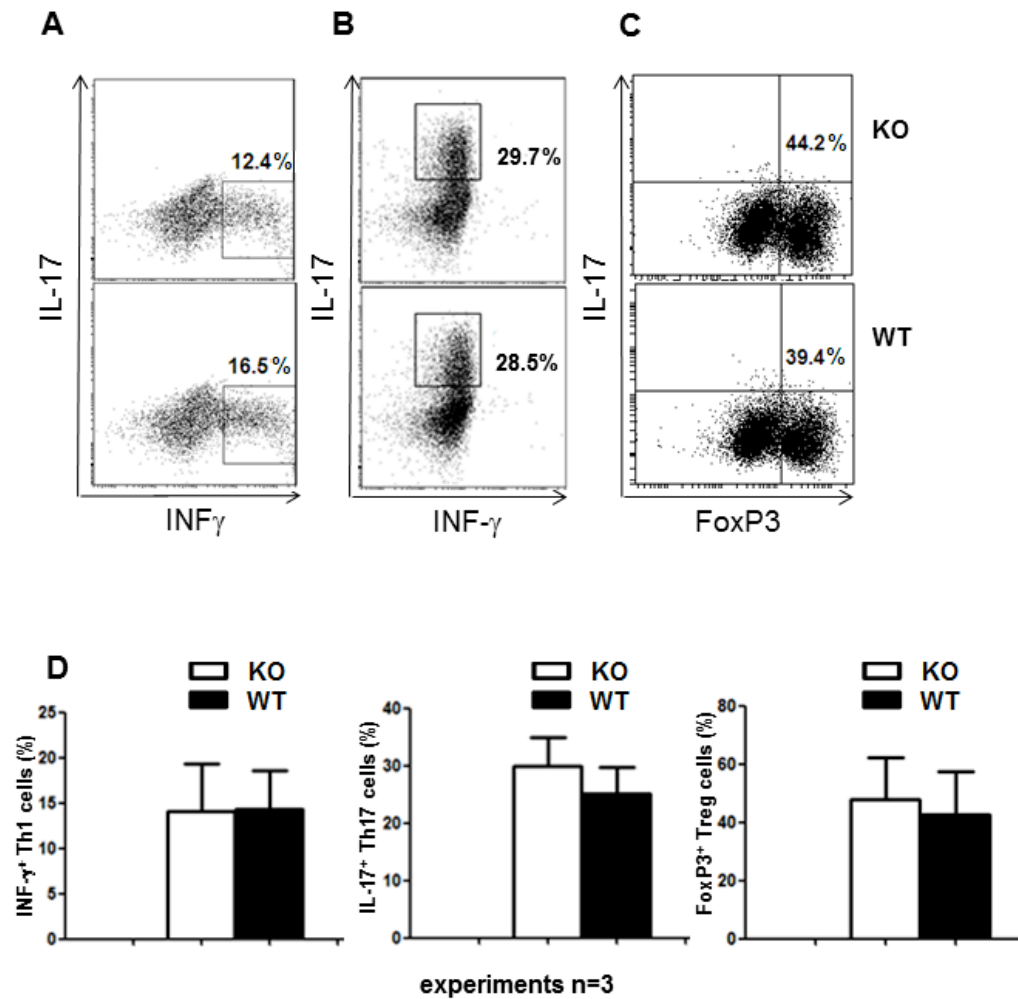 A
B
C
IL-17
12.4%
16.5%
INFγ
IL-17
29.7%
28.5%
INF-γ
IL-17
44.2%
39.4%
FoxP3
KO
WT
D
KO
WT
INF-γ⁺ Th1 cells (%)
25
20
15
10
5
0
KO
WT
IL-17⁺ Th17 cells (%)
40
30
20
10
0
KO
WT
FoxP3⁺ Treg cells (%)
80
60
40
20
0
experiments n=3